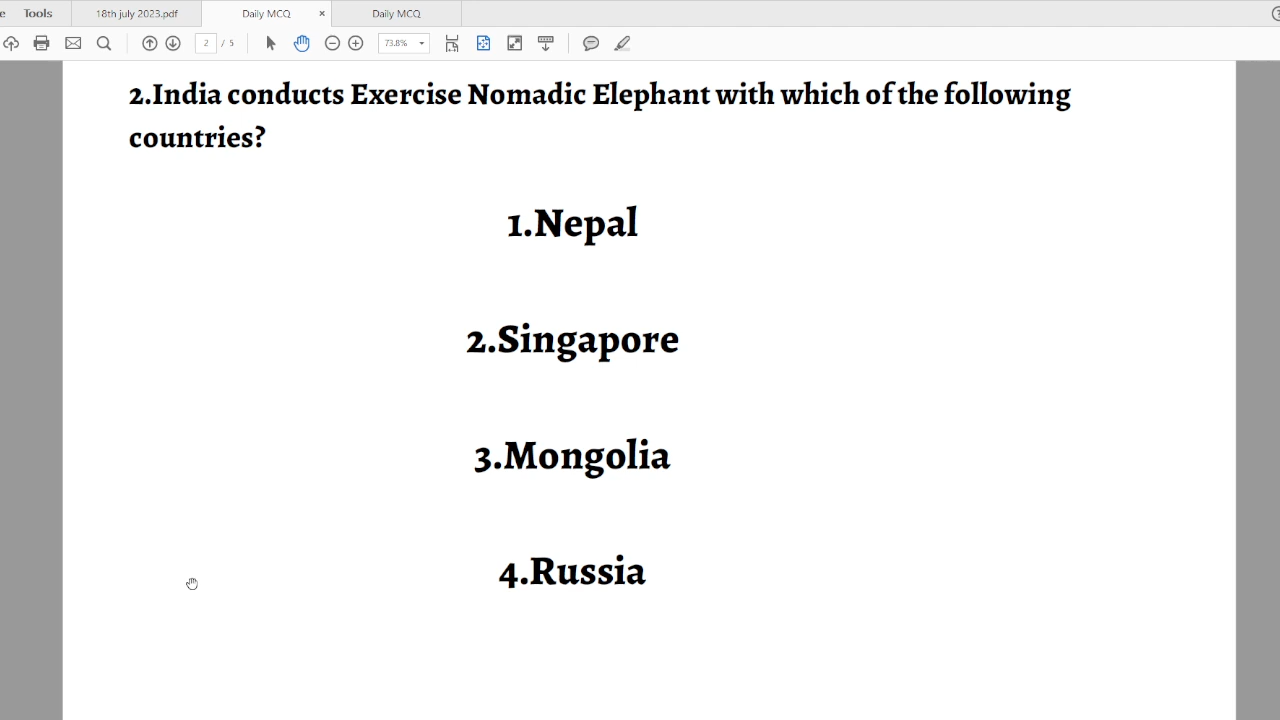 e Tools 18th july 2023.pdf Daily MCQ × Daily MCQ
2 / 5 73.8%
2.India conducts Exercise Nomadic Elephant with which of the following
countries?
1.Nepal
2.Singapore
3.Mongolia
4.Russia